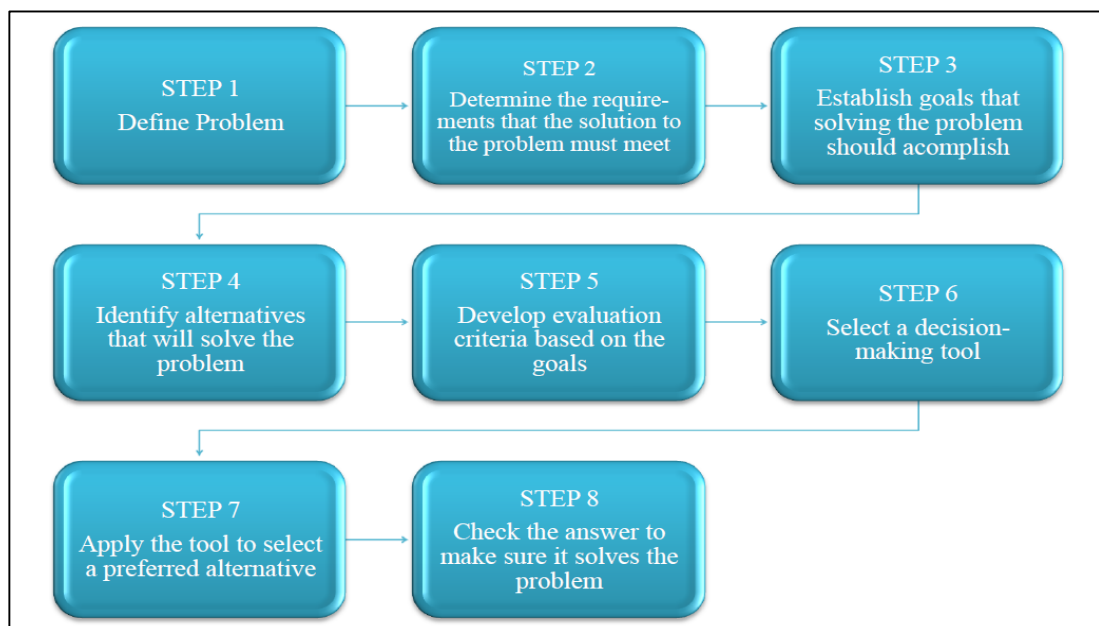 STEP 1
Define Problem
STEP 2
Determine the require-
ments that the solution to
the problem must meet
STEP 3
Establish goals that
solving the problem
should acomplish
STEP 4
Identify alternatives
that will solve the
problem
STEP 5
Develop evaluation
criteria based on the
goals
STEP 6
Select a decision-
making tool
STEP 7
Apply the tool to select
a preferred alternative
STEP 8
Check the answer to
make sure it solves the
problem